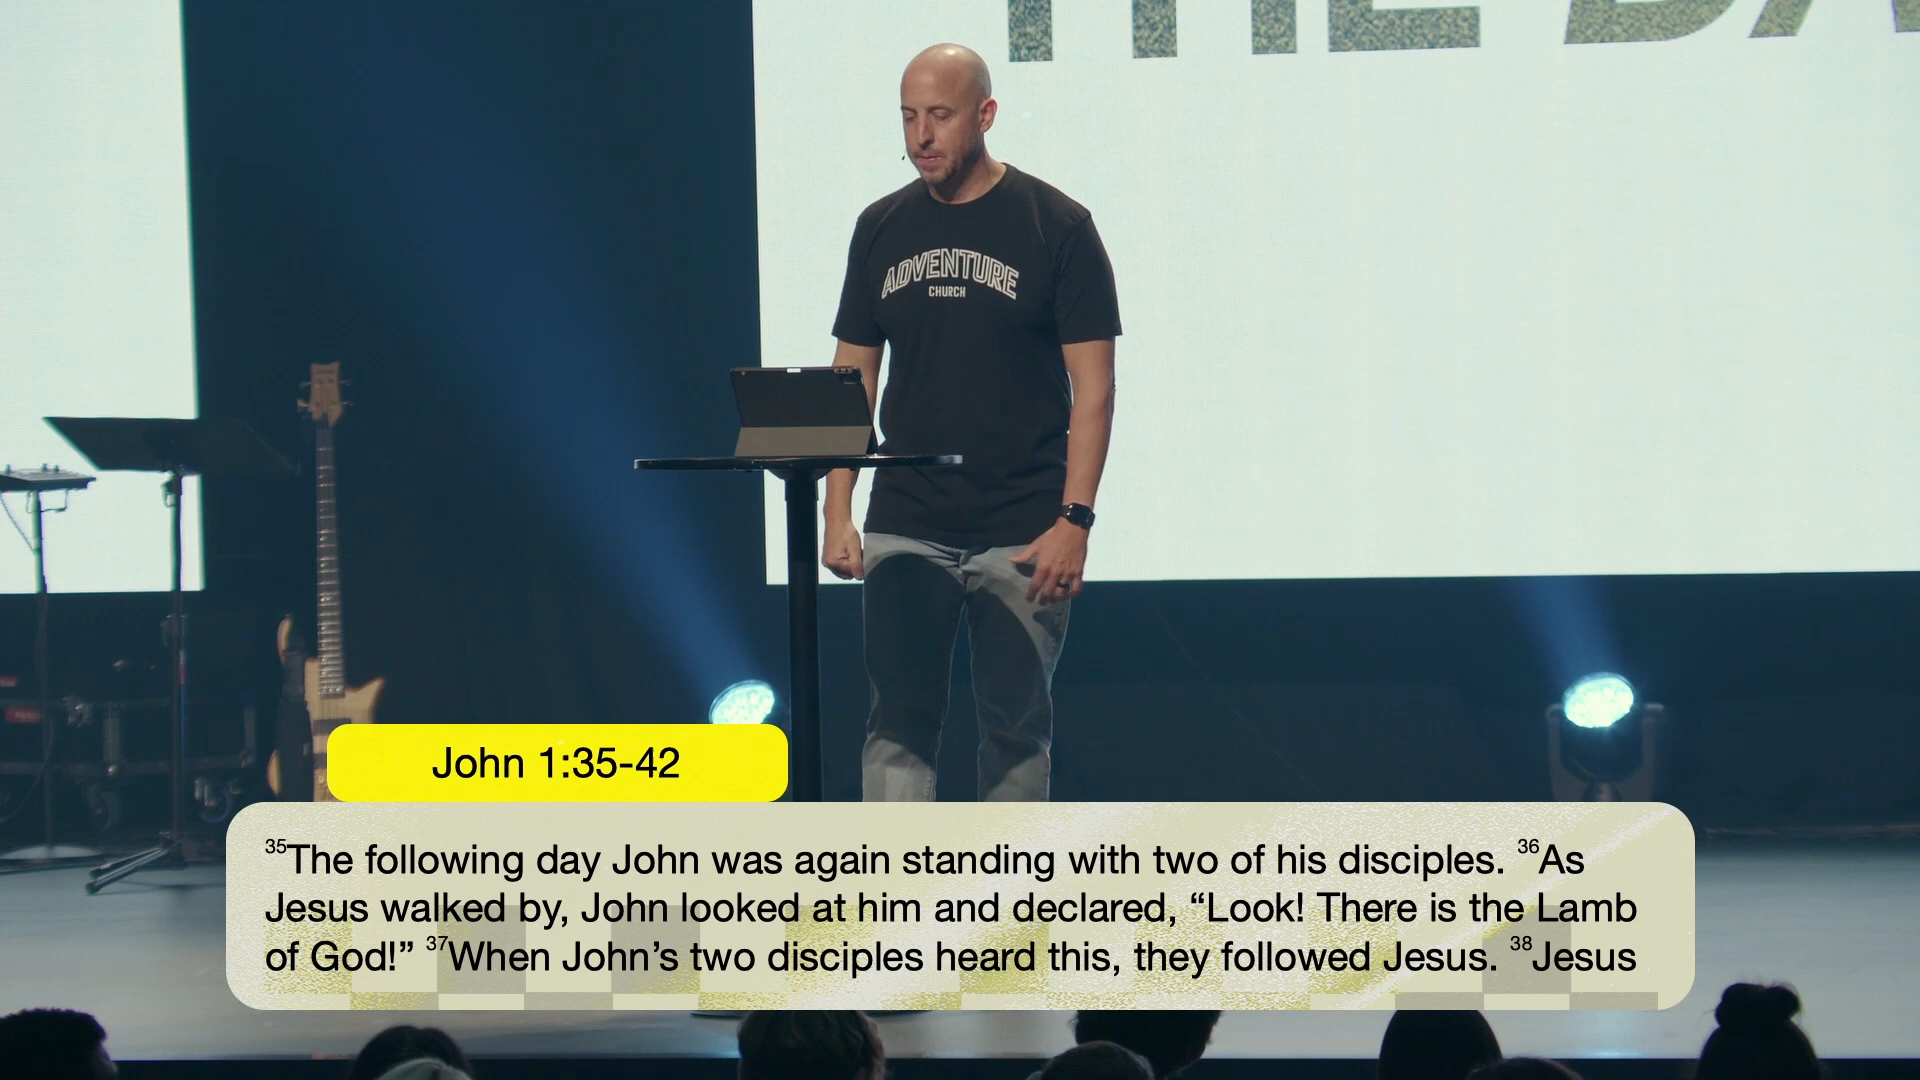 THE
ADVENTURE
CHURCH
John 1:35-42
35The following day John was again standing with two of his disciples. 36As
Jesus walked by, John looked at him and declared, “Look! There is the Lamb
of God!” 37When John’s two disciples heard this, they followed Jesus. 38Jesus